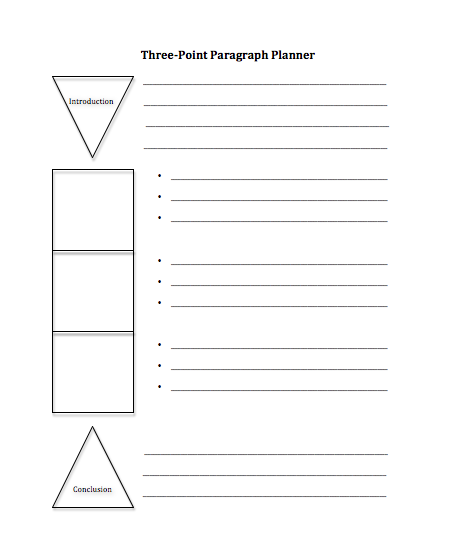 Three-Point Paragraph Planner
Introduction
Conclusion